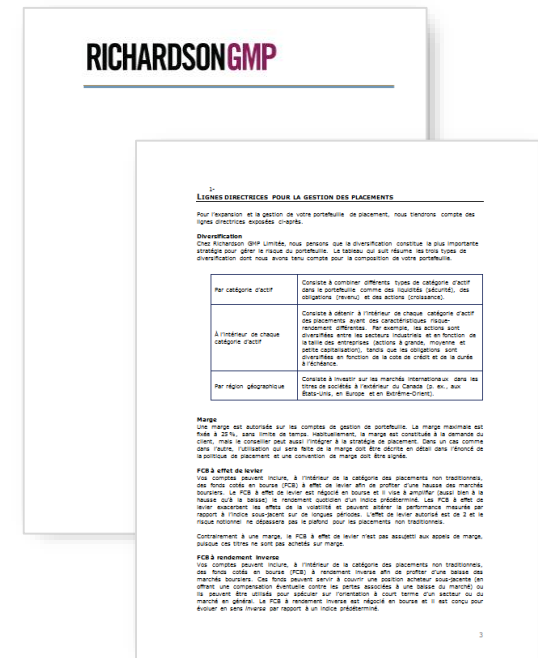 RICHARDSON GMP
1-
LIGNES DIRECTRICES POUR LA GESTION DES PLACEMENTS
Pour l'expansion et la gestion de votre portefeuille de placement, nous tiendrons compte des
lignes directrices exposées ci-après.
Diversification
Chez Richardson GMP Limitée, nous pensons que la diversification constitue la plus importante
stratégie pour gérer le risque du portefeuille. Le tableau qui suit résume les trois types de
diversification dont nous avons tenu compte pour la composition de votre portefeuille.
Par catégorie d'actif
Consiste à combiner différents types de catégorie d'actif
dans le portefeuille comme des liquidités (sécurité), des
obligations (revenu) et des actions (croissance).
À l'intérieur de chaque
catégorie d'actif
Consiste à détenir à l'intérieur de chaque catégorie d'actif
des placements ayant des caractéristiques risque-
rendement différentes. Par exemple, les actions sont
diversifiées entre les secteurs industriels et en fonction de
la taille des entreprises (actions à grande, moyenne et
petite capitalisation), tandis que les obligations sont
diversifiées en fonction de la cote de crédit et de la durée
à l'échéance.
Par région géographique
Consiste à investir sur les marchés internationaux dans les
titres de sociétés à l'extérieur du Canada (p. ex., aux
États-Unis, en Europe et en Extrême-Orient).
Marge
Une marge est autorisée sur les comptes de gestion de portefeuille. La marge maximale est
fixée à 25 %, sans limite de temps. Habituellement, la marge est constituée à la demande du
client, mais le conseiller peut aussi l'intégrer à la stratégie de placement. Dans un cas comme
dans l'autre, l'utilisation qui sera faite de la marge doit être décrite en détail dans l'énoncé de
la politique de placement et une convention de marge doit être signée.
FCB à effet de levier
Vos comptes peuvent inclure, à l'intérieur de la catégorie des placements non traditionnels,
des fonds cotés en bourse (FCB) à effet de levier afin de profiter d'une hausse des marchés
boursiers. Le FCB à effet de levier est négocié en bourse et il vise à amplifier (aussi bien à la
hausse qu'à la baisse) le rendement quotidien d'un indice prédéterminé. Les FCB à effet de
levier exacerbent les effets de la volatilité et peuvent altérer la performance mesurée par
rapport à l'indice sous-jacent sur de longues périodes. L'effet de levier autorisé est de 2 et le
risque notionnel ne dépassera pas le plafond pour les placements non traditionnels.
Contrairement à une marge, le FCB à effet de levier n'est pas assujetti aux appels de marge,
puisque ces titres ne sont pas achetés sur marge.
FCB à rendement inverse
Vos comptes peuvent inclure, à l'intérieur de la catégorie des placements non traditionnels,
des fonds cotés en bourse (FCB) à rendement inverse afin de profiter d'une baisse des
marchés boursiers. Ces fonds peuvent servir à couvrir une position acheteur sous-jacente (en
offrant une compensation éventuelle contre les pertes associées à une baisse du marché) ou
ils peuvent être utilisés pour spéculer sur l'orientation à court terme d'un secteur ou du
marché en général. Le FCB à rendement inverse est négocié en bourse et il est conçu pour
évoluer en sens inverse par rapport à un indice prédéterminé.
3